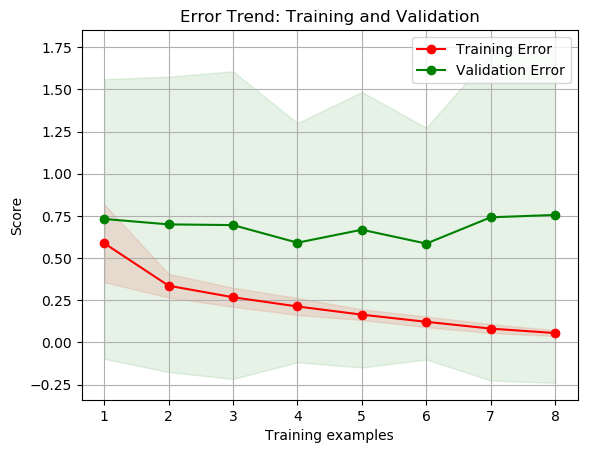 Error Trend: Training and Validation
Training Error
Validation Error
Score
1.75
1.50
1.25
1.00
0.75
0.50
0.25
0.00
−0.25
1 2 3 4 5 6 7 8
Training examples